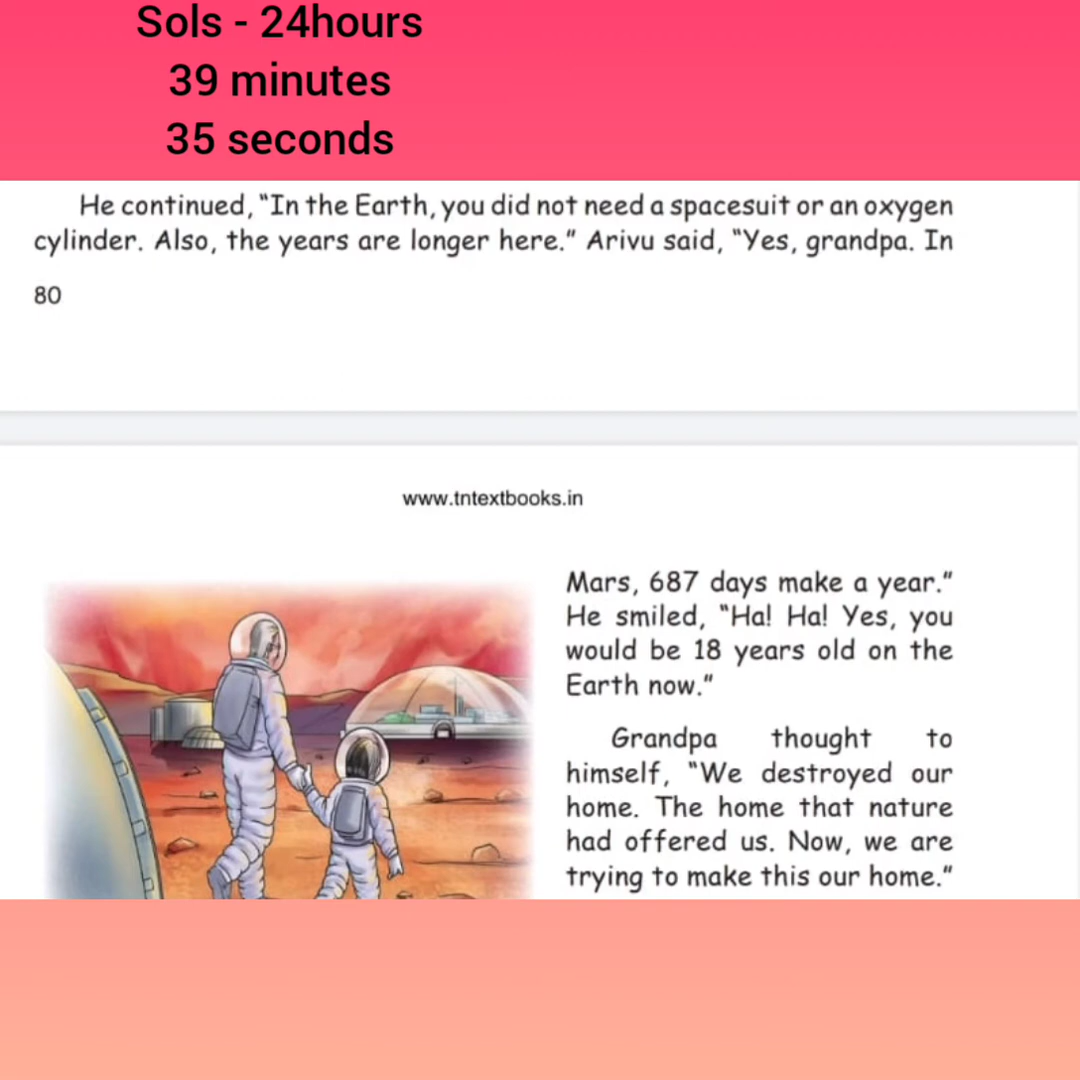 Sols - 24hours
39 minutes
35 seconds
He continued, "In the Earth, you did not need a spacesuit or an oxygen
cylinder. Also, the years are longer here." Arivu said, "Yes, grandpa. In
80
www.tntextbooks.in
Mars, 687 days make a year."
He smiled, "Ha! Ha! Yes, you
would be 18 years old on the
Earth now."
Grandpa thought to
himself, "We destroyed our
home. The home that nature
had offered us. Now, we are
trying to make this our home."